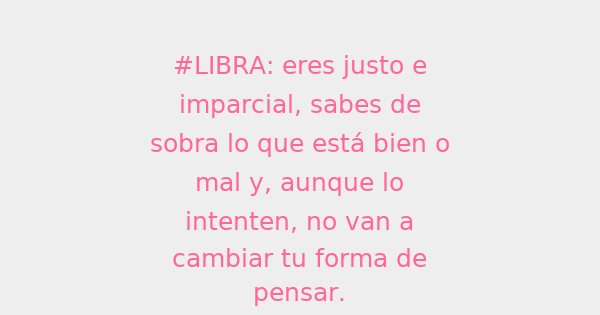 #LIBRA: eres justo e
imparcial, sabes de
sobra lo que está bien o
mal y, aunque lo
intenten, no van a
cambiar tu forma de
pensar.